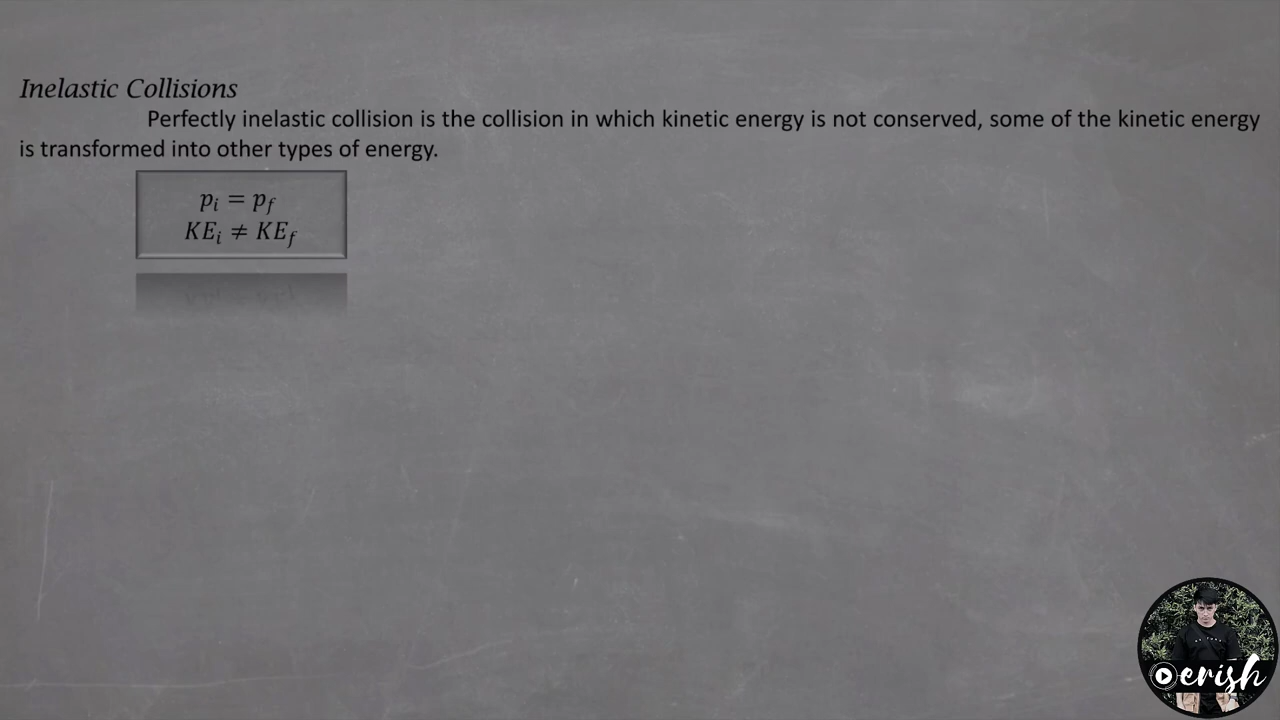 Inelastic Collisions
Perfectly inelastic collision is the collision in which kinetic energy is not conserved, some of the kinetic energy
is transformed into other types of energy.
pᵢ = p_f
KEᵢ ≠ KE_f
erish